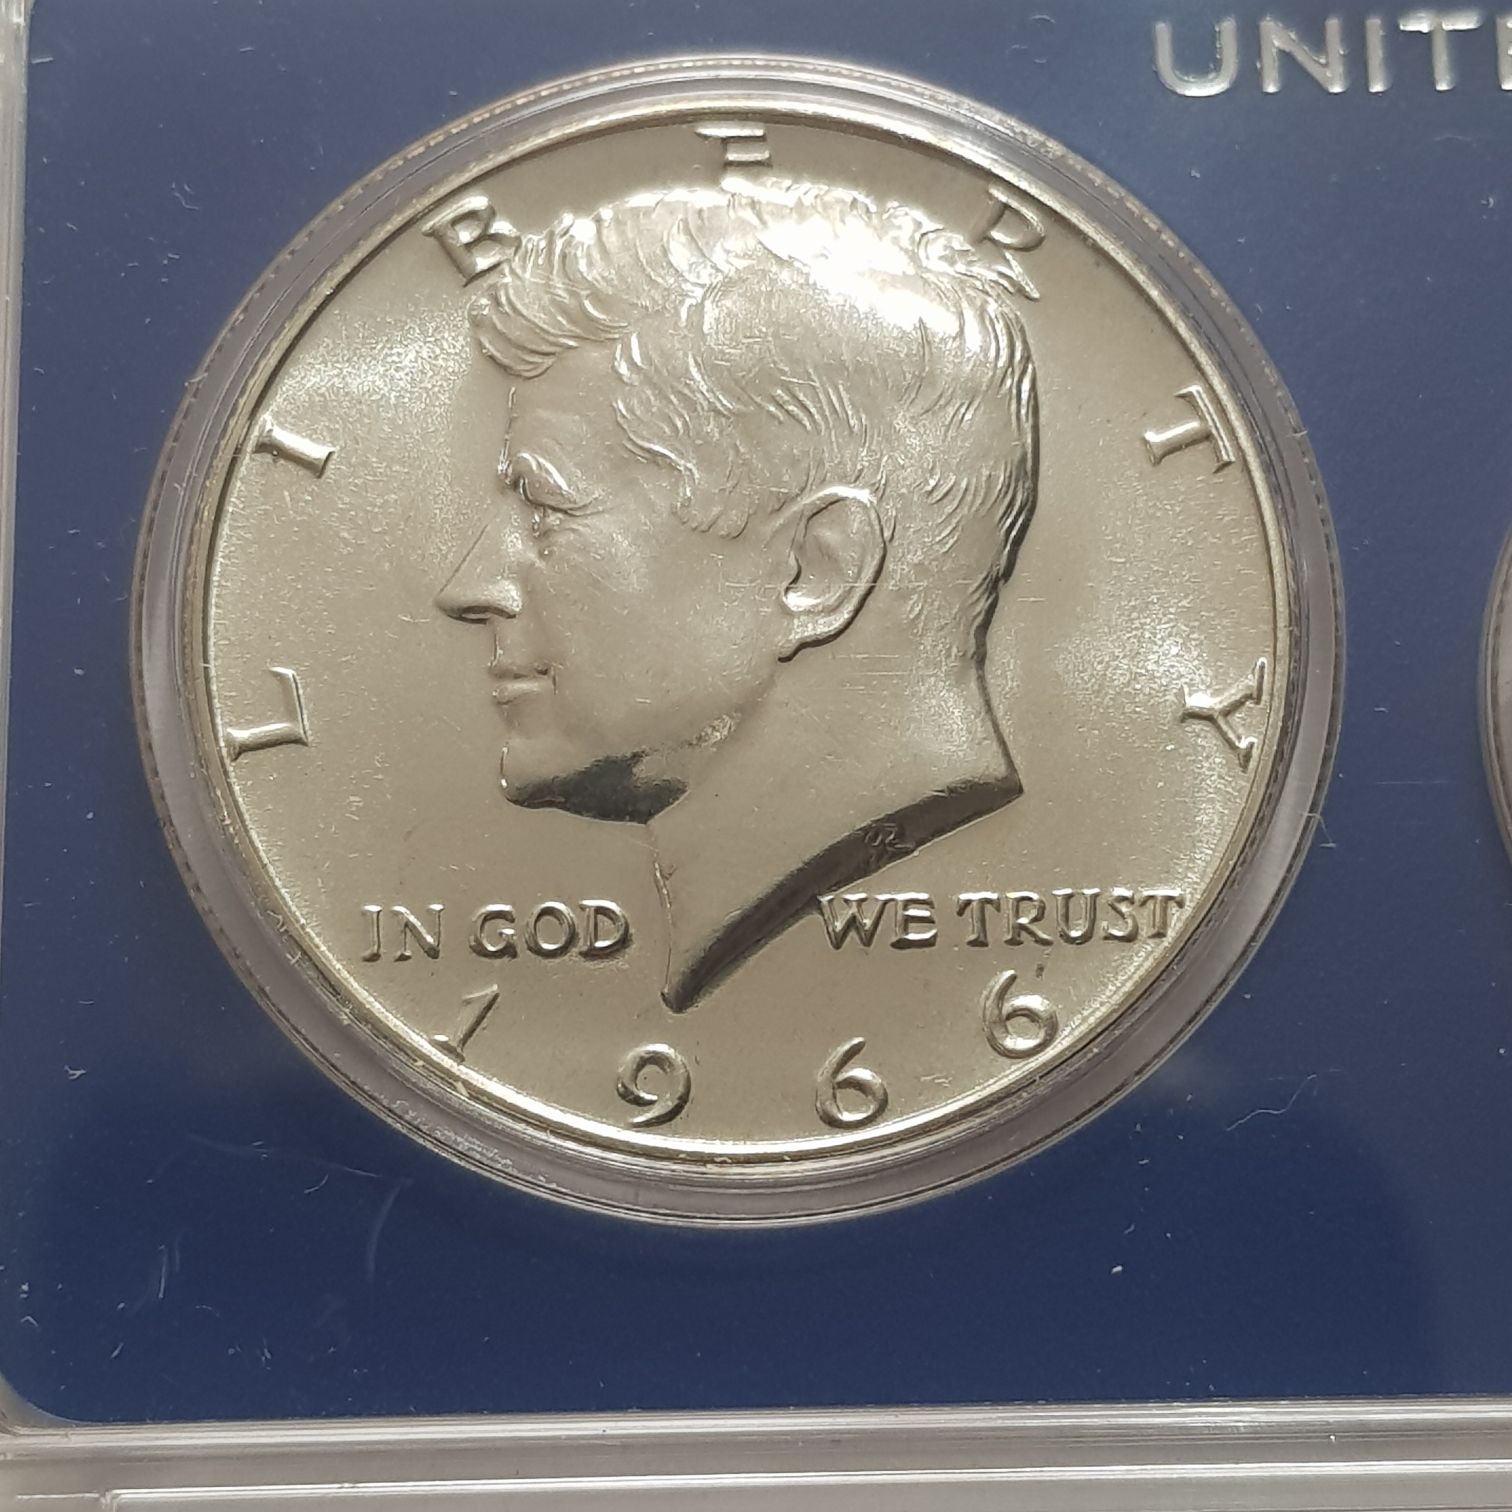 UNITE
LIBERTY
IN GOD WE TRUST
1966